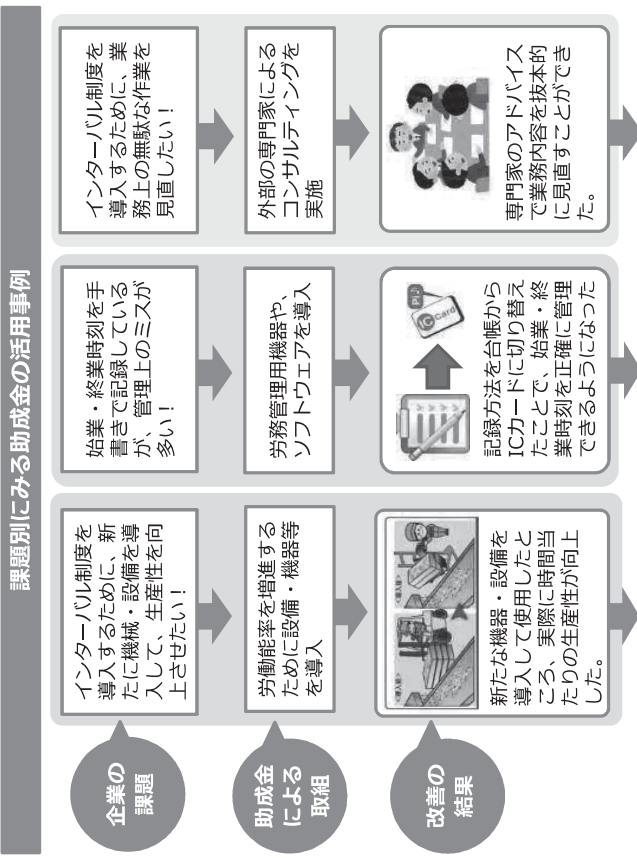 課題別にみる助成金の活用事例
企業の
課題
インターバル制度を
導入するために、新
たに機械・設備を導
入して、生産性を向
上させたい！
始業・終業時刻を手
書きで記録している
が、管理上のミスが
多い！
インターバル制度を
導入するために、業
務上の無駄な作業を
見直したい！
助成金
による
取組
労働能率を増進する
ために設備・機器等
を導入
労務管理用機器や、
ソフトウェアを導入
外部の専門家による
コンサルティングを
実施
改善の
結果
新たな機器・設備を
導入して使用したと
ころ、実際に時間当
たりの生産性が向上
した。
IC
Card
記録方法を台帳から
ICカードに切り替え
たことで、始業・終
業時刻を正確に管理
できるようになった
専門家のアドバイス
で業務内容を抜本的
に見直すことができ
た。